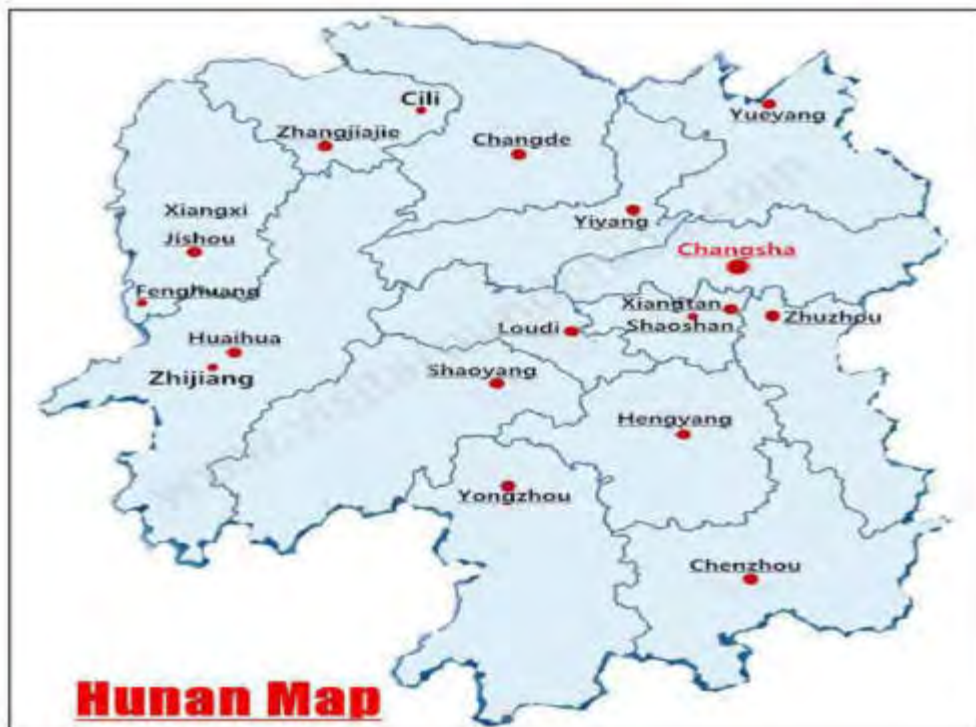 Cili
Yueyang
Zhangjiajie
Changde
Xiangxi
Yiyang
Jishou
Changsha
Fenghuang
Xiangtan
Zhuzhou
Loudi
Shaoshan
Huaihua
Zhijiang
Shaoyang
Hengyang
Yongzhou
Chenzhou
Hunan Map